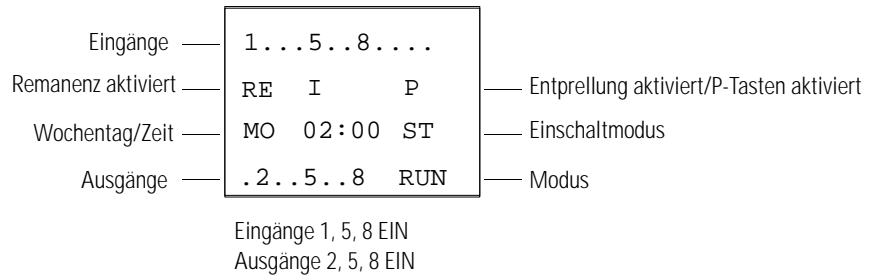 Eingänge 1...5..8....
Remanenz aktiviert RE I P Entprellung aktiviert/P-Tasten aktiviert
Wochentag/Zeit MO 02:00 ST Einschaltmodus
Ausgänge .2..5..8 RUN Modus
Eingänge 1, 5, 8 EIN
Ausgänge 2, 5, 8 EIN